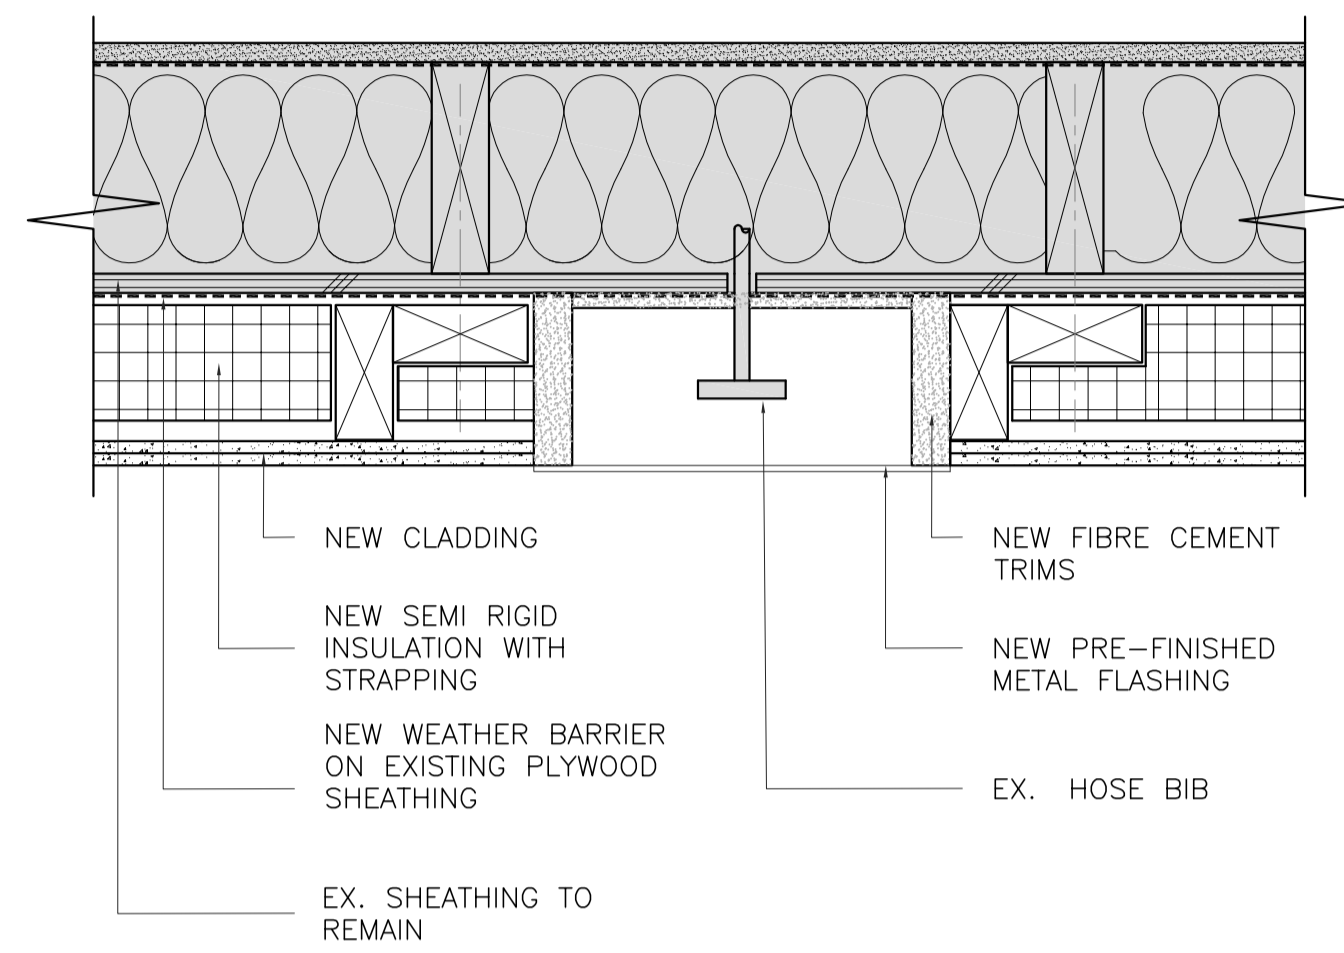 NEW CLADDING
NEW SEMI RIGID
INSULATION WITH
STRAPPING
NEW WEATHER BARRIER
ON EXISTING PLYWOOD
SHEATHING
EX. SHEATHING TO
REMAIN
NEW FIBRE CEMENT
TRIMS
NEW PRE-FINISHED
METAL FLASHING
EX. HOSE BIB